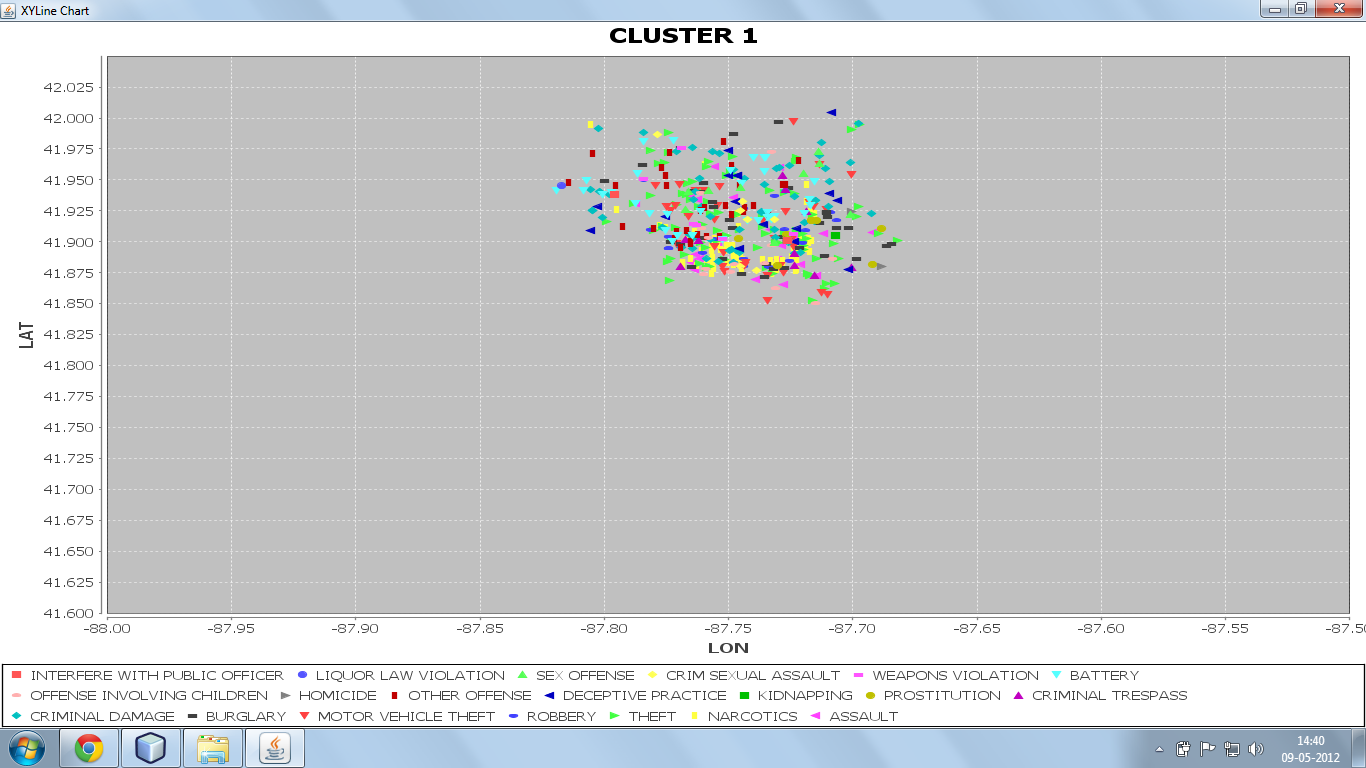 XYLine Chart
CLUSTER 1
42.025
42.000
41.975
41.950
41.925
41.900
41.875
41.850
41.825
41.800
41.775
41.750
41.725
41.700
41.675
41.650
41.625
41.600
LAT
-88.00 -87.95 -87.90 -87.85 -87.80 -87.75 -87.70 -87.65 -87.60 -87.55 -87.50
LON
INTERFERE WITH PUBLIC OFFICER LIQUOR LAW VIOLATION SEX OFFENSE CRIM SEXUAL ASSAULT WEAPONS VIOLATION BATTERY
OFFENSE INVOLVING CHILDREN HOMICIDE OTHER OFFENSE DECEPTIVE PRACTICE KIDNAPPING PROSTITUTION CRIMINAL TRESPASS
CRIMINAL DAMAGE BURGLARY MOTOR VEHICLE THEFT ROBBERY THEFT NARCOTICS ASSAULT
14:40
09-05-2012